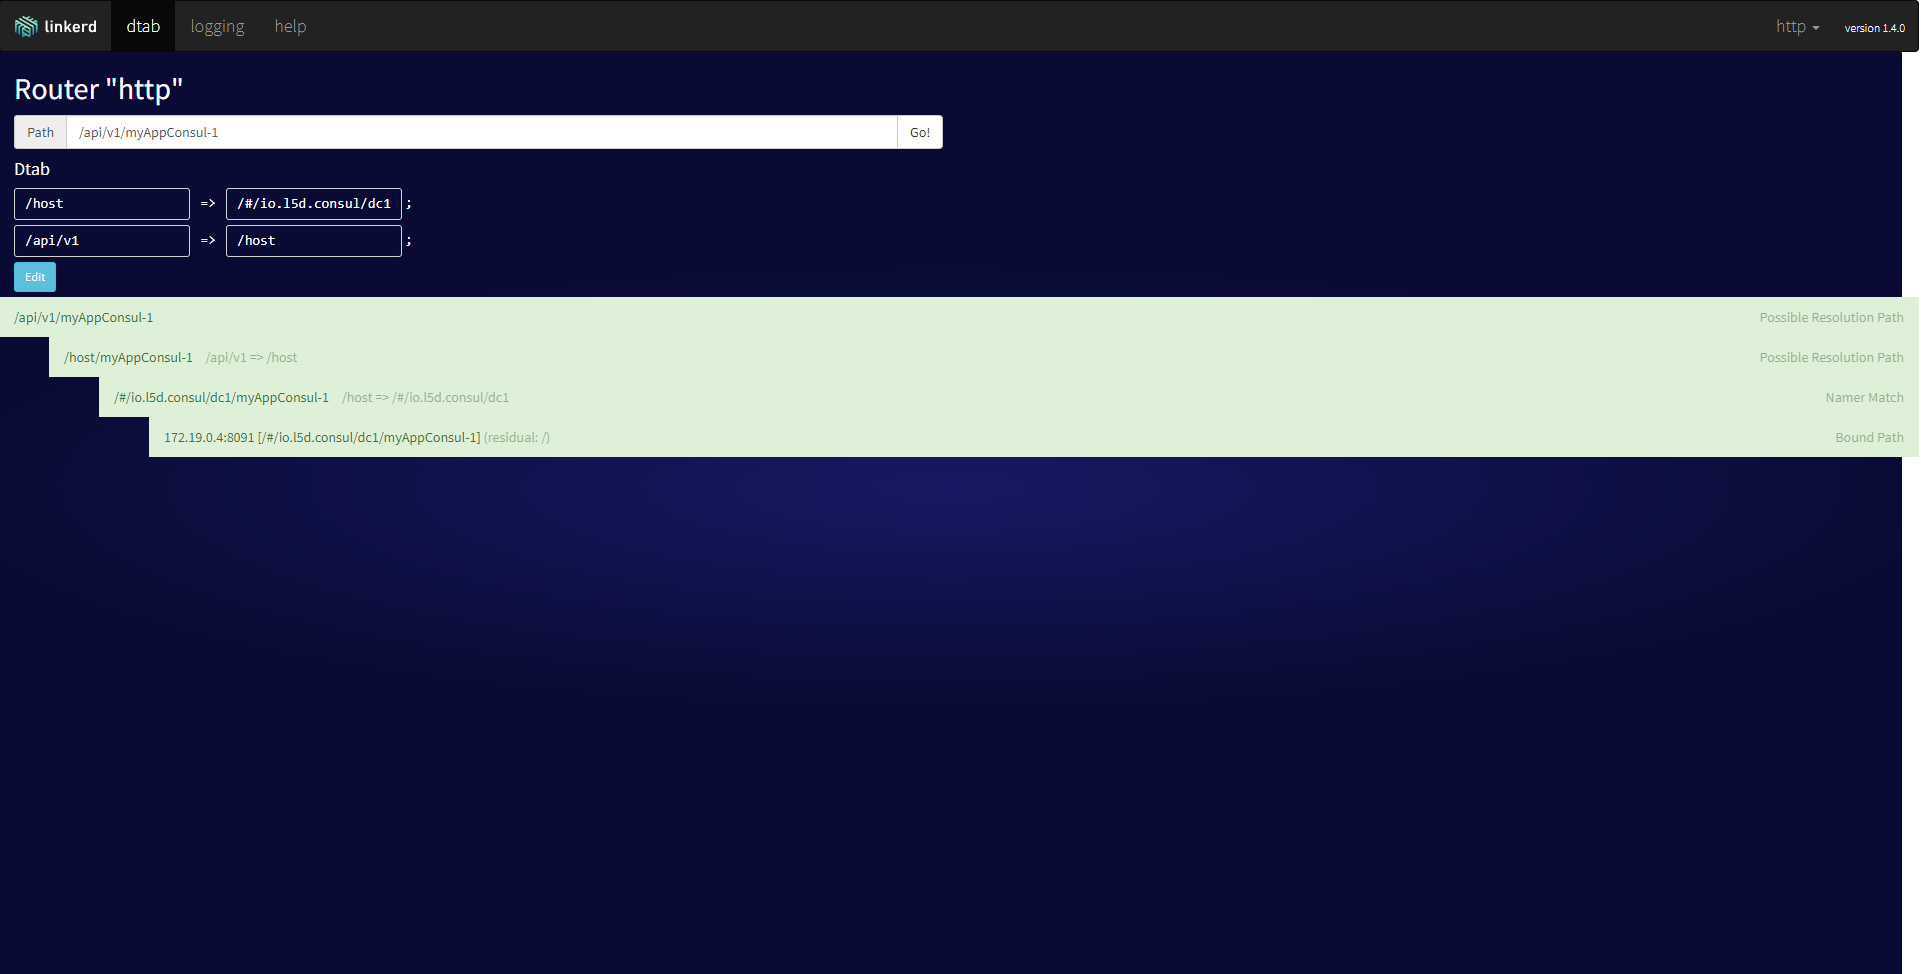 linkerd dtab logging help http version 1.4.0
Router "http"
Path /api/v1/myAppConsul-1 Go!
Dtab
/host => /#/io.l5d.consul/dc1 ;
/api/v1 => /host ;
Edit
/api/v1/myAppConsul-1 Possible Resolution Path
/host/myAppConsul-1 /api/v1 => /host Possible Resolution Path
/#/io.l5d.consul/dc1/myAppConsul-1 /host => /#/io.l5d.consul/dc1 Namer Match
172.19.0.4:8091 [/#/io.l5d.consul/dc1/myAppConsul-1] (residual: /) Bound Path